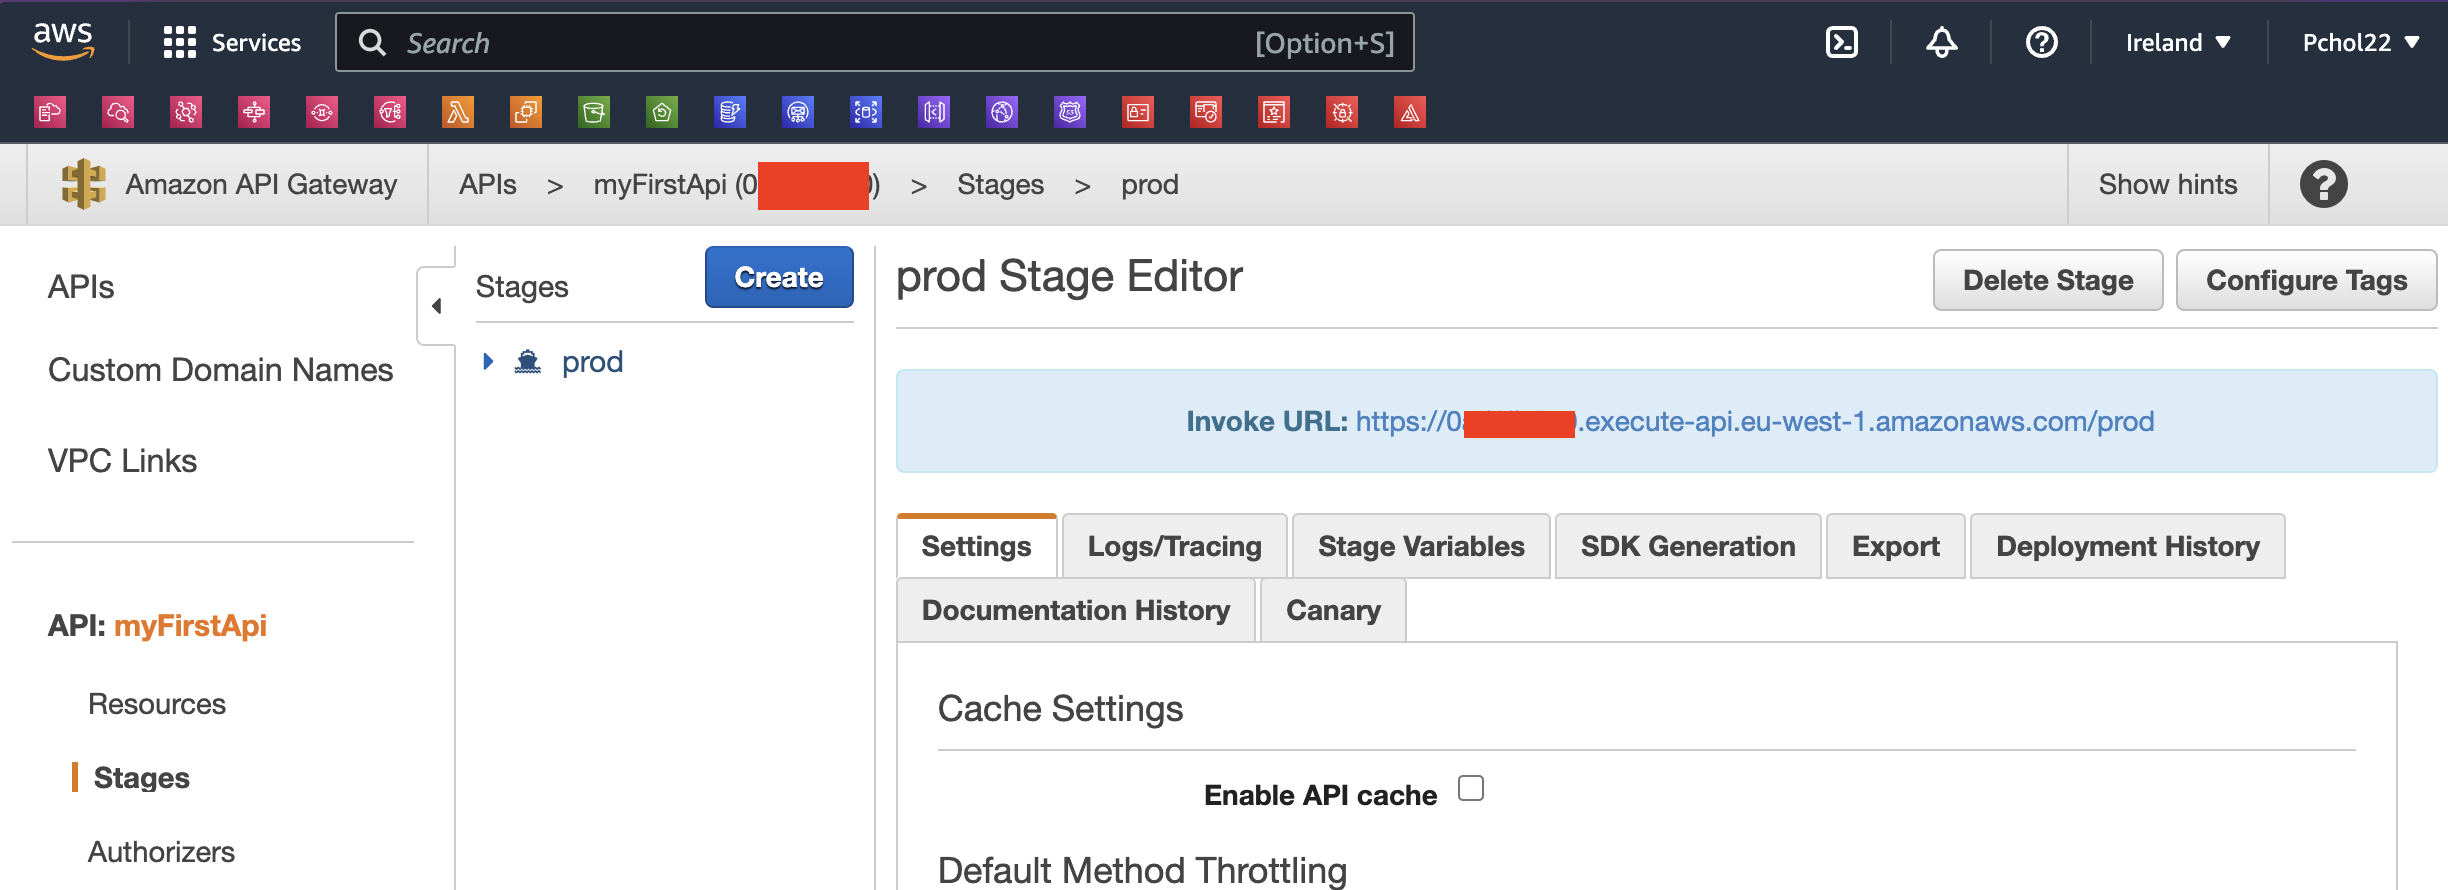 aws Services Search [Option+S] Ireland Pchol22
Amazon API Gateway APIs > myFirstApi (0 ) > Stages > prod Show hints
APIs
Custom Domain Names
VPC Links
API: myFirstApi
Resources
Stages
Authorizers
Stages Create
prod
prod Stage Editor Delete Stage Configure Tags
Invoke URL: https://0 .execute-api.eu-west-1.amazonaws.com/prod
Settings Logs/Tracing Stage Variables SDK Generation Export Deployment History
Documentation History Canary
Cache Settings
Enable API cache
Default Method Throttling